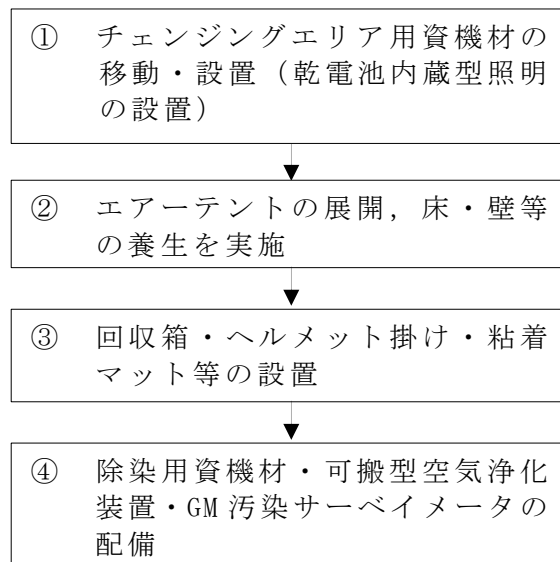 ① チェンジングエリア用資機材の
移動・設置（乾電池内蔵型照明
の設置）
② エアーテントの展開，床・壁等
の養生を実施
③ 回収箱・ヘルメット掛け・粘着
マット等の設置
④ 除染用資機材・可搬型空気浄化
装置・GM 汚染サーベイメータの
配備